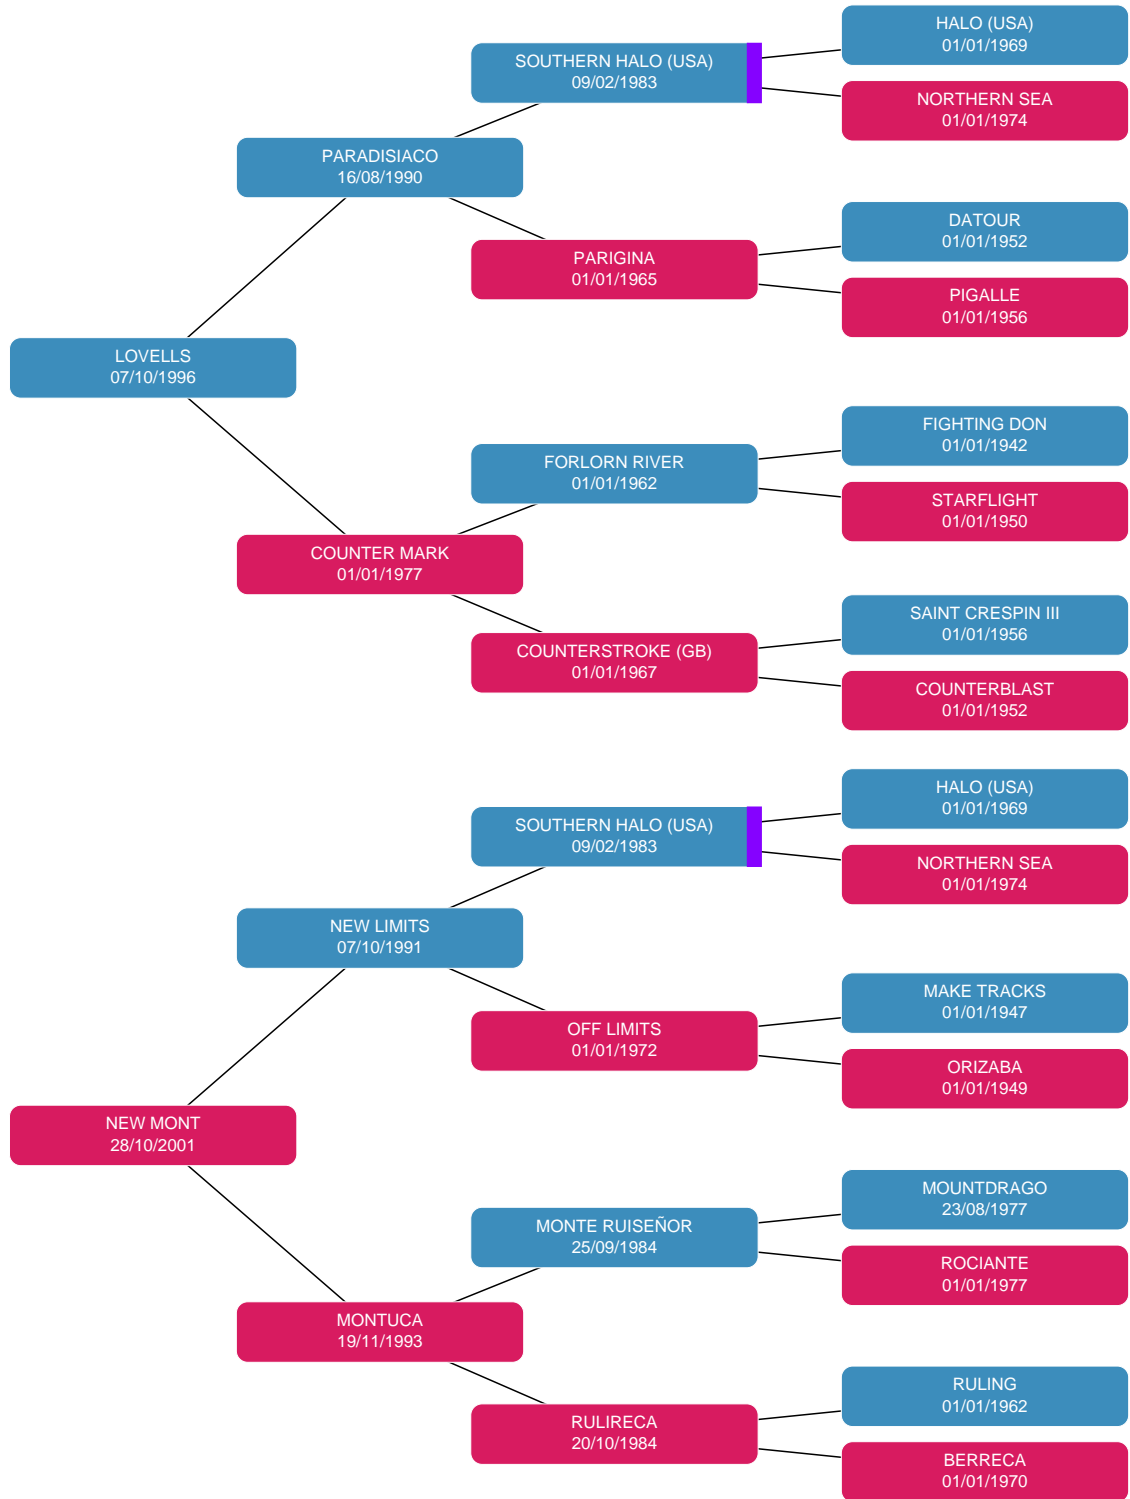 HALO (USA)
01/01/1969
SOUTHERN HALO (USA)
09/02/1983
NORTHERN SEA
01/01/1974
PARADISIACO
16/08/1990
DATOUR
01/01/1952
PARIGINA
01/01/1965
PIGALLE
01/01/1956
LOVELLS
07/10/1996
FIGHTING DON
01/01/1942
FORLORN RIVER
01/01/1962
STARFLIGHT
01/01/1950
COUNTER MARK
01/01/1977
SAINT CRESPIN III
01/01/1956
COUNTERSTROKE (GB)
01/01/1967
COUNTERBLAST
01/01/1952
HALO (USA)
01/01/1969
SOUTHERN HALO (USA)
09/02/1983
NORTHERN SEA
01/01/1974
NEW LIMITS
07/10/1991
MAKE TRACKS
01/01/1947
OFF LIMITS
01/01/1972
ORIZABA
01/01/1949
NEW MONT
28/10/2001
MOUNTDRAGO
23/08/1977
MONTE RUISEÑOR
25/09/1984
ROCIANTE
01/01/1977
MONTUCA
19/11/1993
RULING
01/01/1962
RULIRECA
20/10/1984
BERRECA
01/01/1970